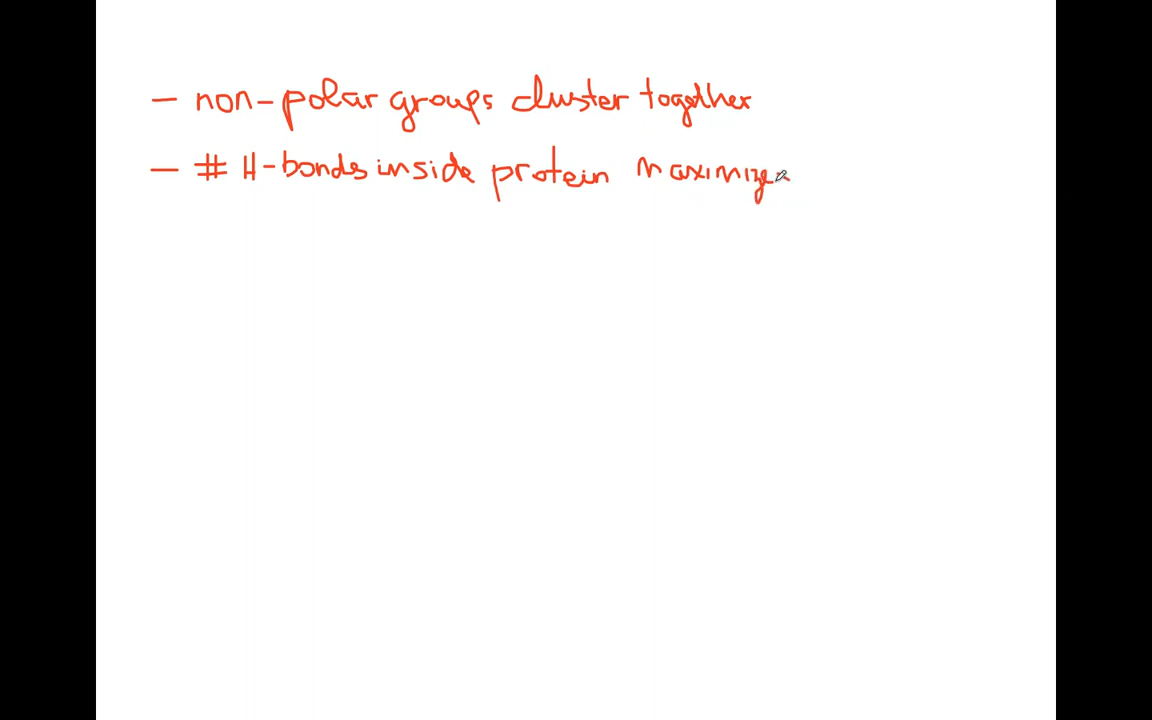 - non-polar groups cluster together
- # H-bonds inside protein maximize